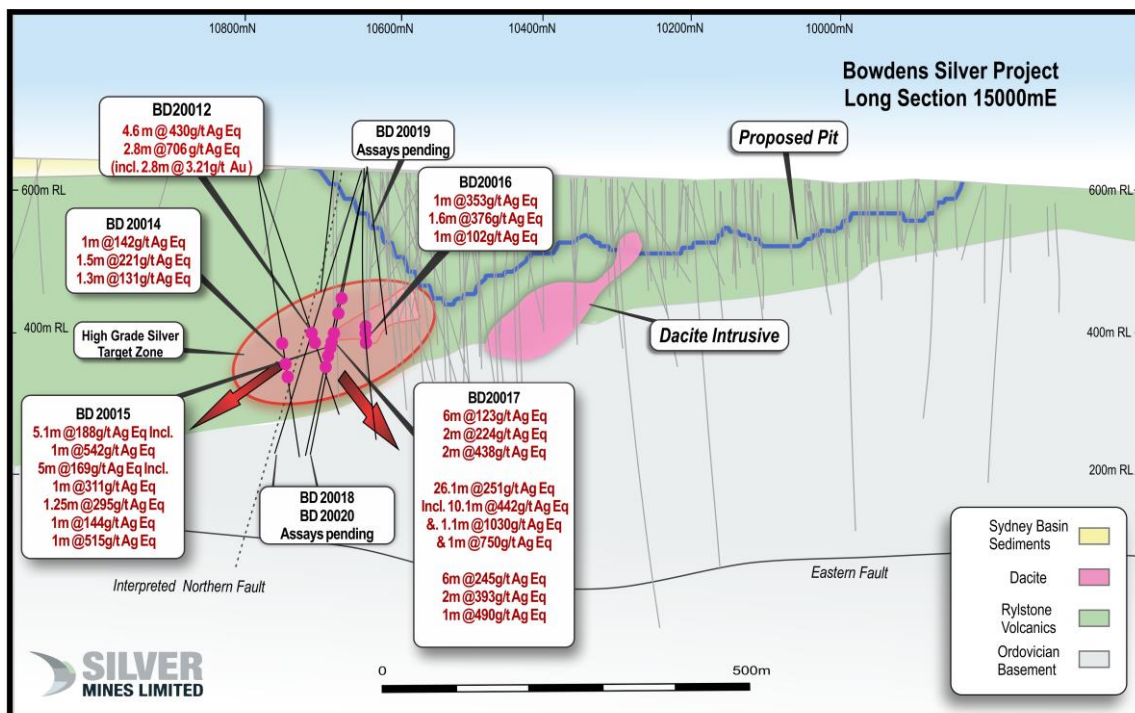 10800mN
10600mN
10400mN
10200mN
10000mN
Bowdens Silver Project
Long Section 15000mE
BD20012
4.6m @ 430g/t Ag Eq
2.8m @ 706 g/t Ag Eq
(incl. 2.8m @ 3.21g/t Au )
BD 20019
Assays pending
Proposed Pit
600m RL
600m RL
BD20016
1m @353g/t Ag Eq
1.6m @376g/t Ag Eq
1m @102g/t Ag Eq
BD 20014
1m @142g/t Ag Eq
1.5m @221g/t Ag Eq
1.3m @131g/t Ag Eq
High Grade Silver
Target Zone
400m RL
400m RL
Dacite Intrusive
BD 20015
5.1m @188g/t Ag Eq Incl.
1m @542g/t Ag Eq
5m @169g/t Ag Eq Incl.
1m @311g/t Ag Eq
1.25m @295g/t Ag Eq
1m @144g/t Ag Eq
1m @515g/t Ag Eq
BD 20018
BD 20020
Assays pending
BD20017
6m @123g/t Ag Eq
2m @224g/t Ag Eq
2m @438g/t Ag Eq
26.1m @251g/t Ag Eq
Incl. 10.1m @442g/t Ag Eq
&. 1.1m @1030g/t Ag Eq
& 1m @750g/t Ag Eq
6m @245g/t Ag Eq
2m @393g/t Ag Eq
1m @490g/t Ag Eq
200m RL
Interpreted Northern Fault
Eastern Fault
Sydney Basin
Sediments
Dacite
Rylstone
Volcanics
Ordovician
Basement
SILVER
MINES LIMITED
0
500m